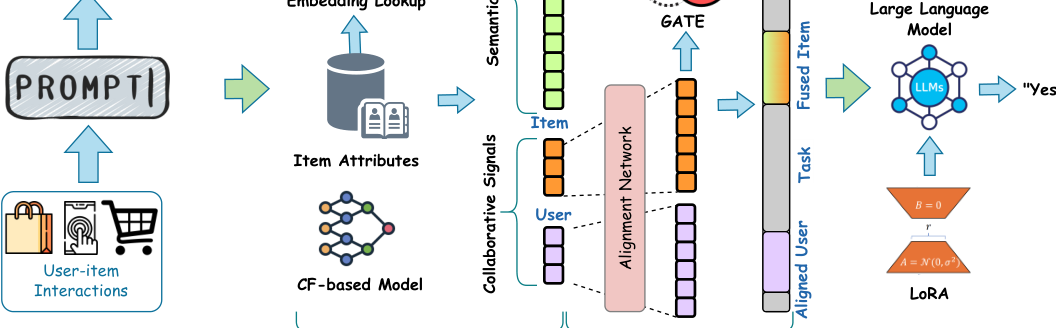 Embedding Lookup
PROMPT
User-item
Interactions
Item Attributes
CF-based Model
Item
Collaborative Signals
User
Alignment Network
GATE
Fused Item
Task
Aligned User
Large Language
Model
LLMs
"Yes
B = 0
r
A = 𝒩(0, σ²)
LoRA